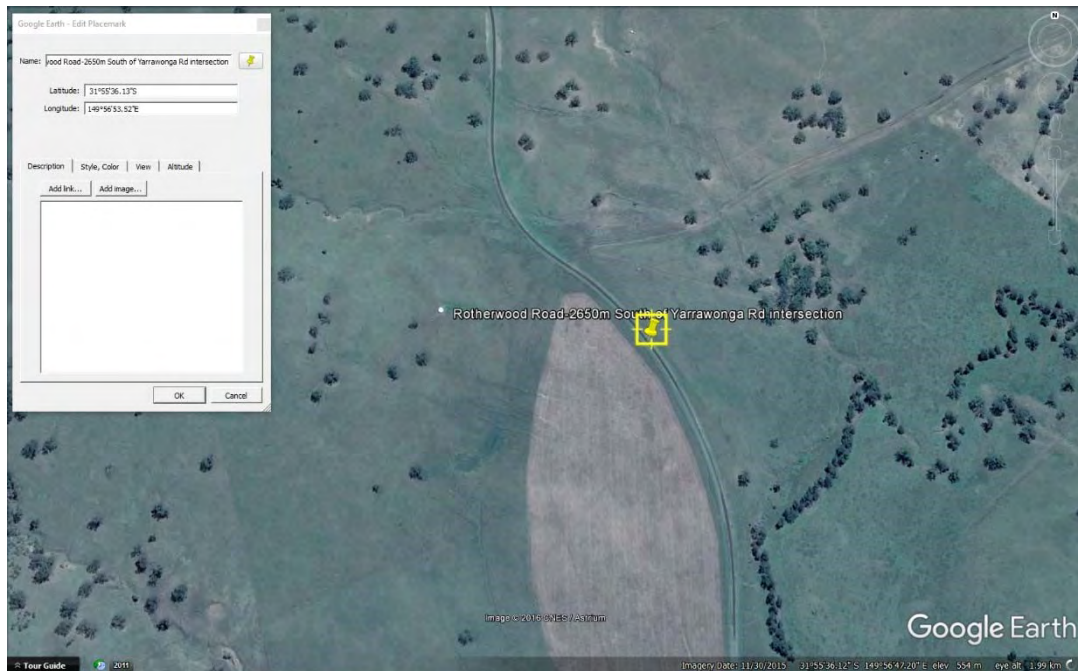 Google Earth - Edit Placemark
Name: wood Road-2650m South of Yarrawonga Rd intersection
Latitude: 31°55'36.13"S
Longitude: 149°56'53.52"E
Description Style, Color View Altitude
Add link... Add image...
OK Cancel
N
Rotherwood Road-2650m South of Yarrawonga Rd intersection
Image © 2016 CNES / Astrium
Google Earth
Tour Guide 2011 Imagery Date: 11/30/2015 31°55'36.12" S 149°56'47.20" E elev 554 m eye alt 1.99 km